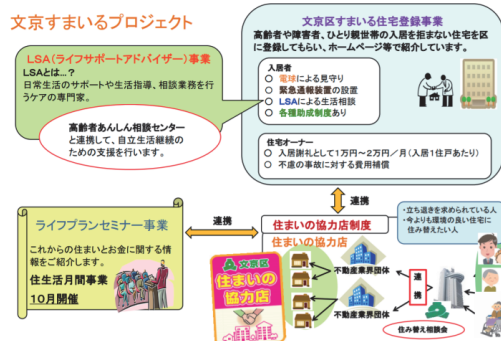 文京すまいるプロジェクト
LSA(ライフサポートアドバイザー)事業
LSAとは…?
日常生活のサポートや生活指導、相談業務を行
うケアの専門家。
高齢者あんしん相談センター
と連携して、自立生活継続の
ための支援を行います。
文京区すまいる住宅登録事業
高齢者や障害者、ひとり親世帯の入居を拒まない住宅を区
に登録してもらい、ホームページ等で紹介しています。
入居者
○ 電球による見守り
○ 緊急通報装置の設置
○ LSAによる生活相談
○ 各種助成制度あり
住宅オーナー
○ 入居謝礼として1万円~2万円/月(入居1住戸あたり)
○ 不慮の事故に対する費用補償
連携
ライフプランセミナー事業
これからの住まいとお金に関する情
報をご紹介します。
住生活月間事業
10月開催
連携
住まいの協力店制度
住まいの協力店
文京区
住まいの
協力店
不動産業界団体
不動産業界団体
・立ち退きを求められている人
・今よりも環境の良い住宅に
住み替えたい人
連携
住み替え相談会